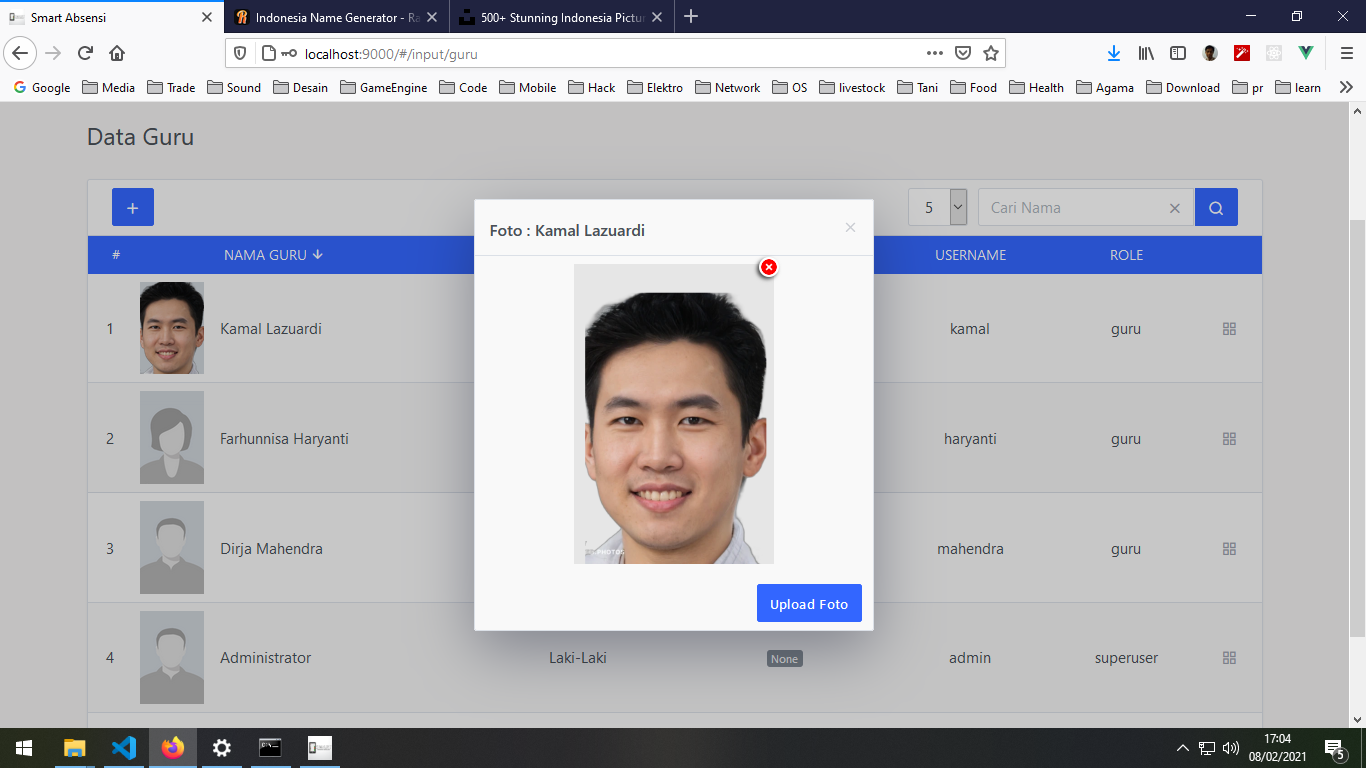 Smart Absensi
Indonesia Name Generator - Ra
500+ Stunning Indonesia Pictur
localhost:9000/#/input/guru
Google Media Trade Sound Desain GameEngine Code Mobile Hack Elektro Network OS livestock Tani Food Health Agama Download pr learn
Data Guru
+ 5 Cari Nama
Foto : Kamal Lazuardi
# NAMA GURU USERNAME ROLE
1 Kamal Lazuardi kamal guru
2 Farhunnisa Haryanti haryanti guru
3 Dirja Mahendra mahendra guru
PHOTOS
Upload Foto
4 Administrator Laki-Laki None admin superuser
17:04
08/02/2021
5